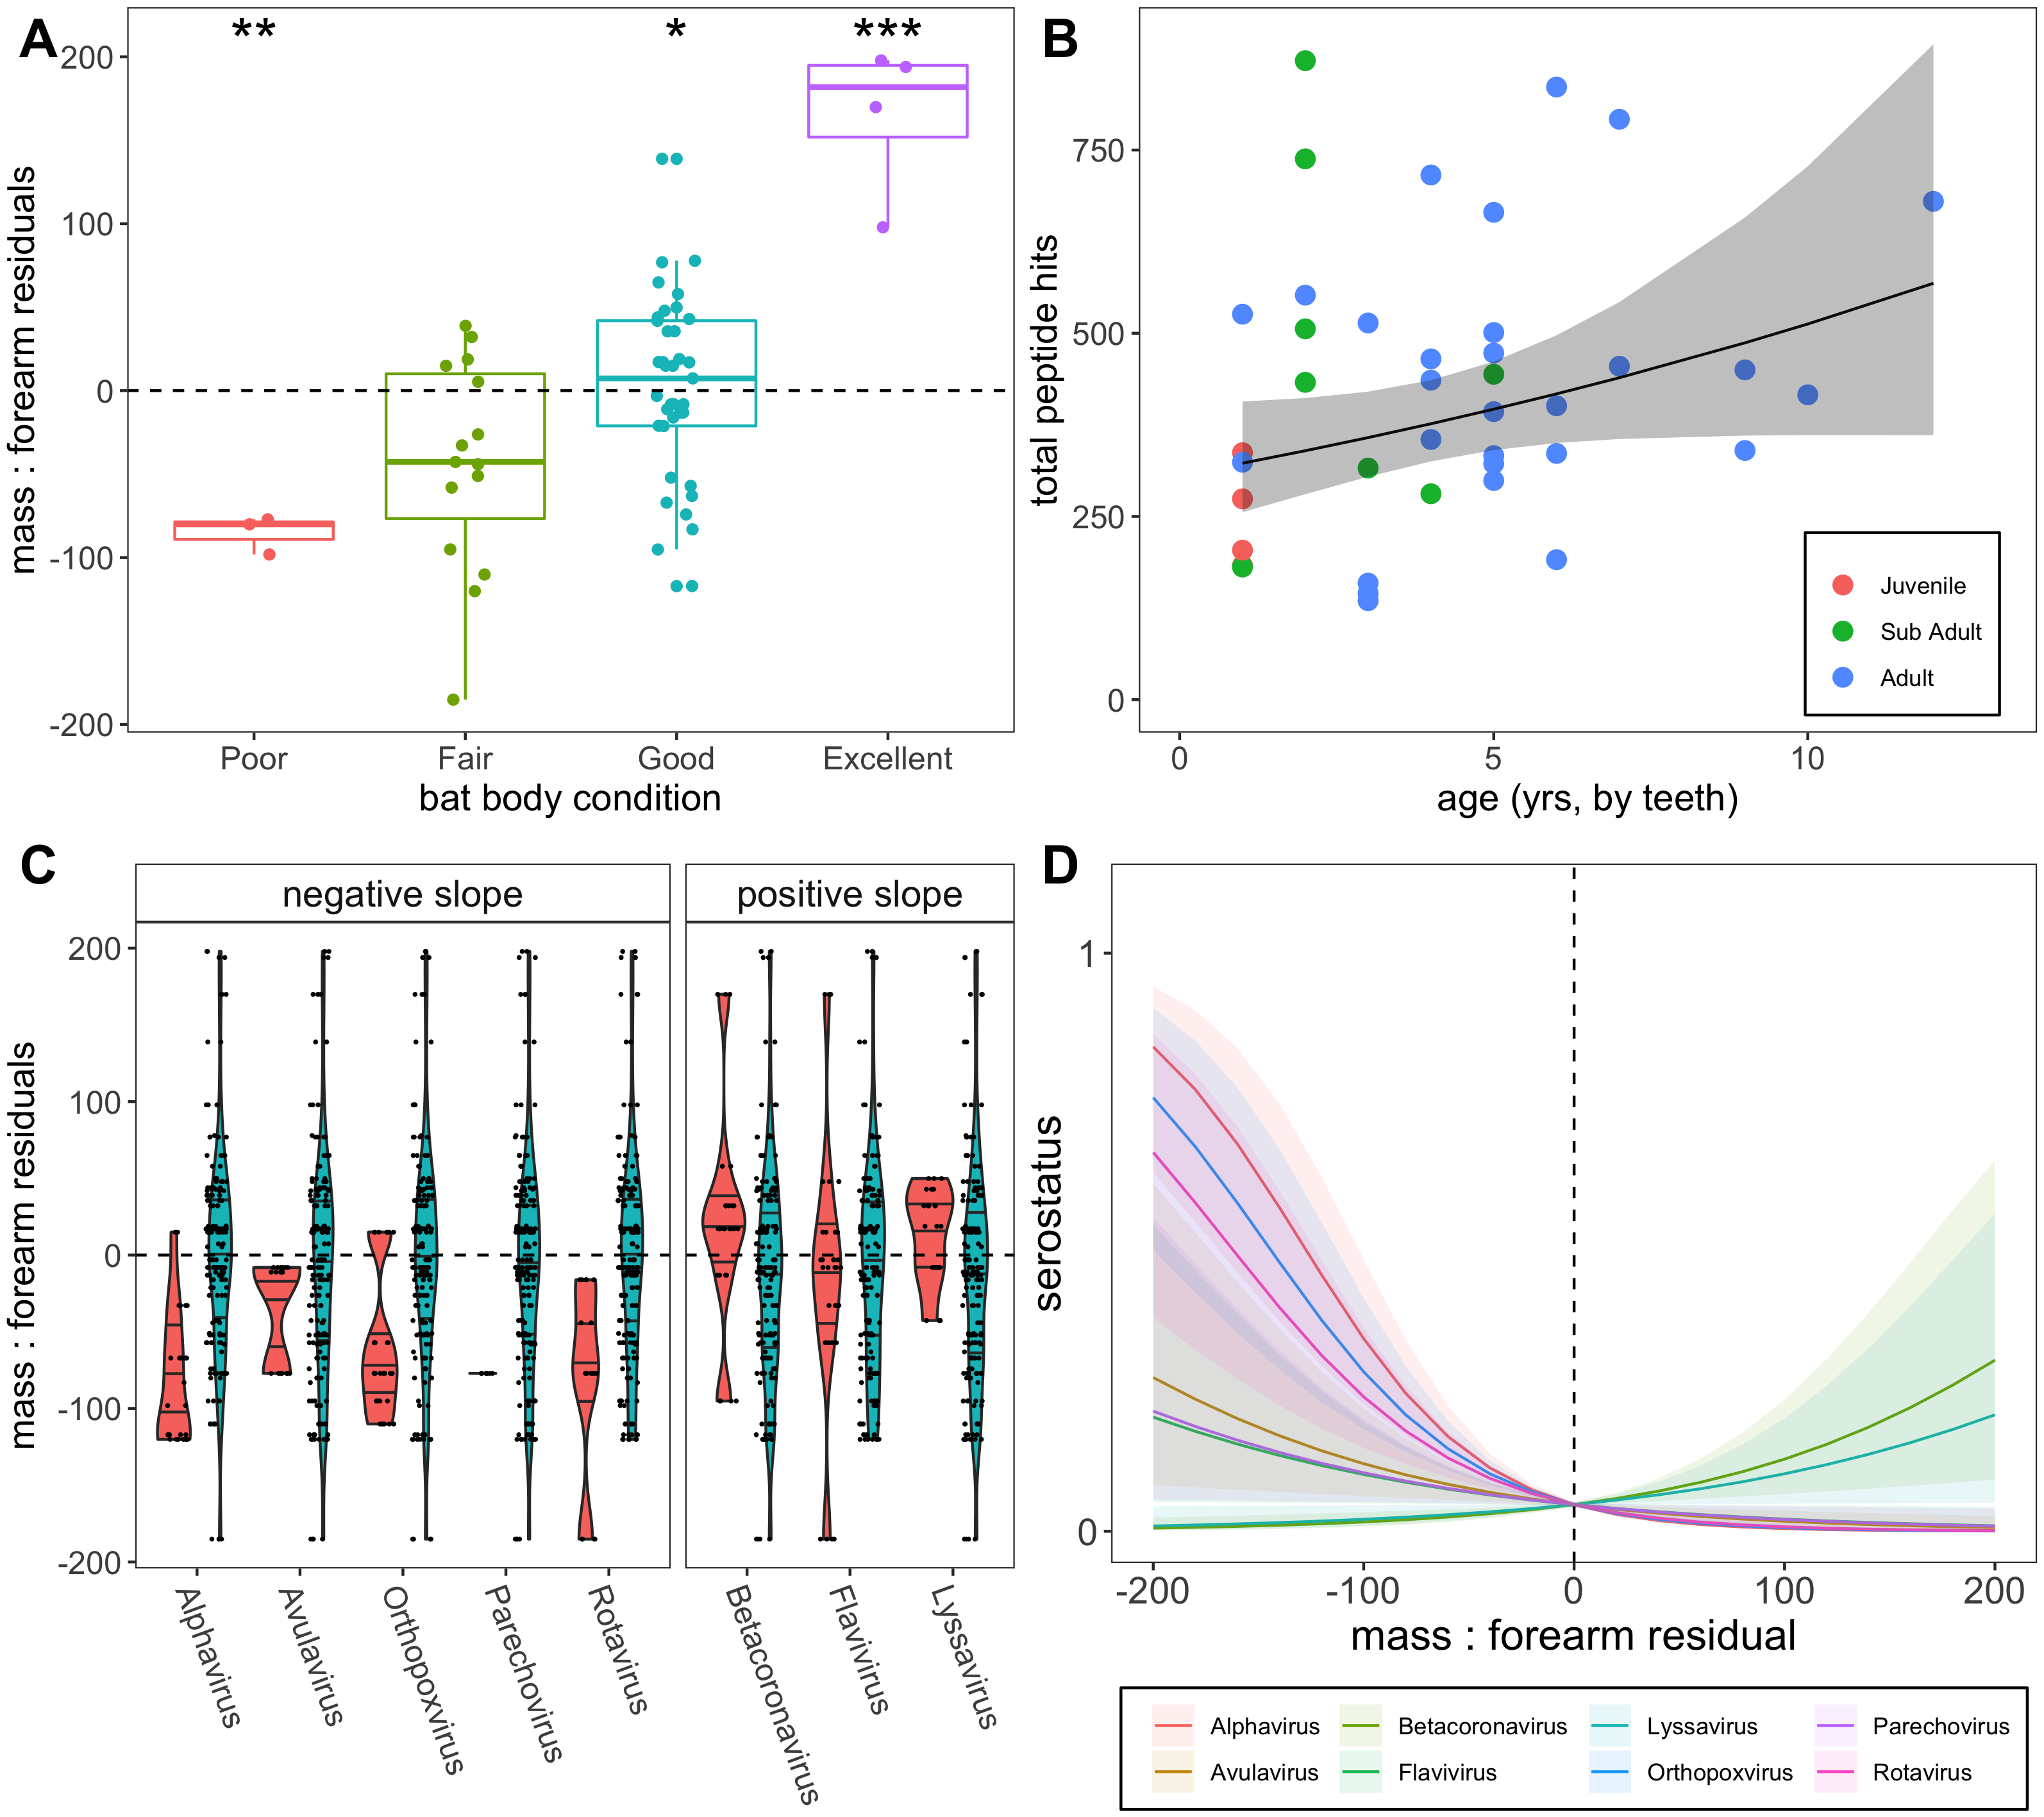 A
** * ***
mass : forearm residuals
200
100
0
-100
-200
Poor Fair Good Excellent
bat body condition
B
total peptide hits
750
500
250
0
Juvenile
Sub Adult
Adult
0 5 10
age (yrs, by teeth)
C
negative slope positive slope
mass : forearm residuals
200
100
0
-100
-200
Alphavirus Avulavirus Orthopoxvirus Parechovirus Rotavirus Betacoronavirus Flavivirus Lyssavirus
D
serostatus
1
0
-200 -100 0 100 200
mass : forearm residual
Alphavirus Betacoronavirus Lyssavirus Parechovirus
Avulavirus Flavivirus Orthopoxvirus Rotavirus